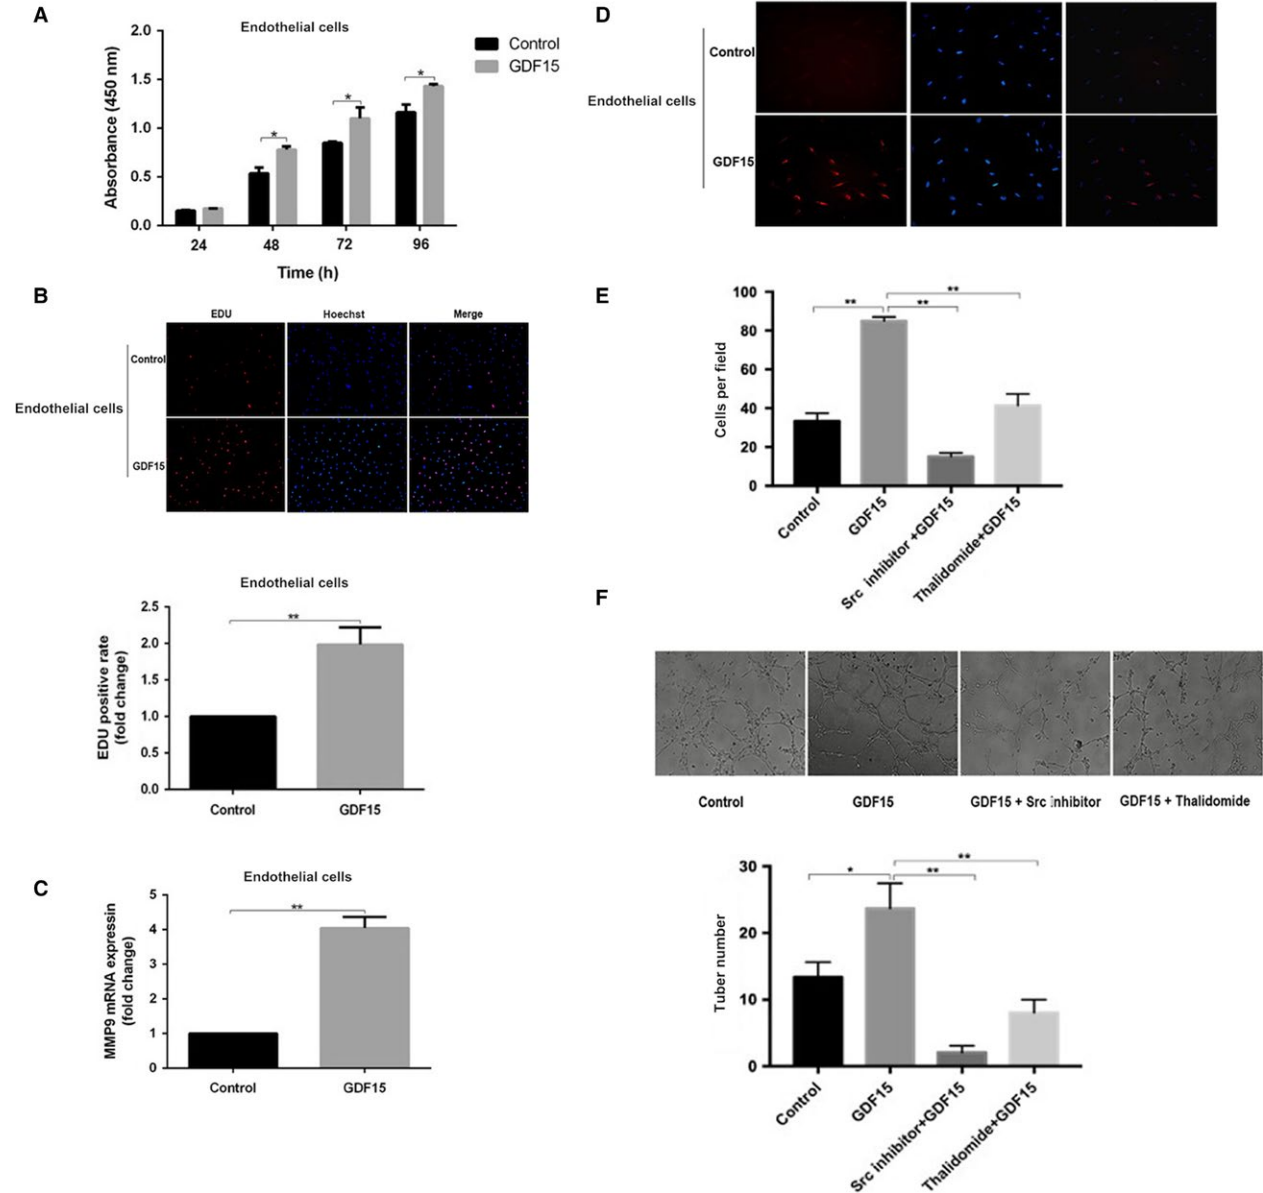 A
Endothelial cells
Control
GDF15
Absorbance (450 nm)
2.0
1.5
1.0
0.5
0.0
*
*
*
24
48
72
96
Time (h)
B
EDU
Hoechst
Merge
Control
Endothelial cells
GDF15
Endothelial cells
EDU positive rate
(fold change)
2.5
2.0
1.5
1.0
0.5
0.0
**
Control
GDF15
C
Endothelial cells
MMP9 mRNA expressin
(fold change)
5
4
3
2
1
0
**
Control
GDF15
D
Control
Endothelial cells
GDF15
E
Cells per field
100
80
60
40
20
0
**
**
**
Control
GDF15
Src inhibitor +GDF15
Thalidomide+GDF15
F
Control
GDF15
GDF15 + Src inhibitor
GDF15 + Thalidomide
Tuber number
30
20
10
0
*
**
**
Control
GDF15
Src inhibitor+GDF15
Thalidomide+GDF15